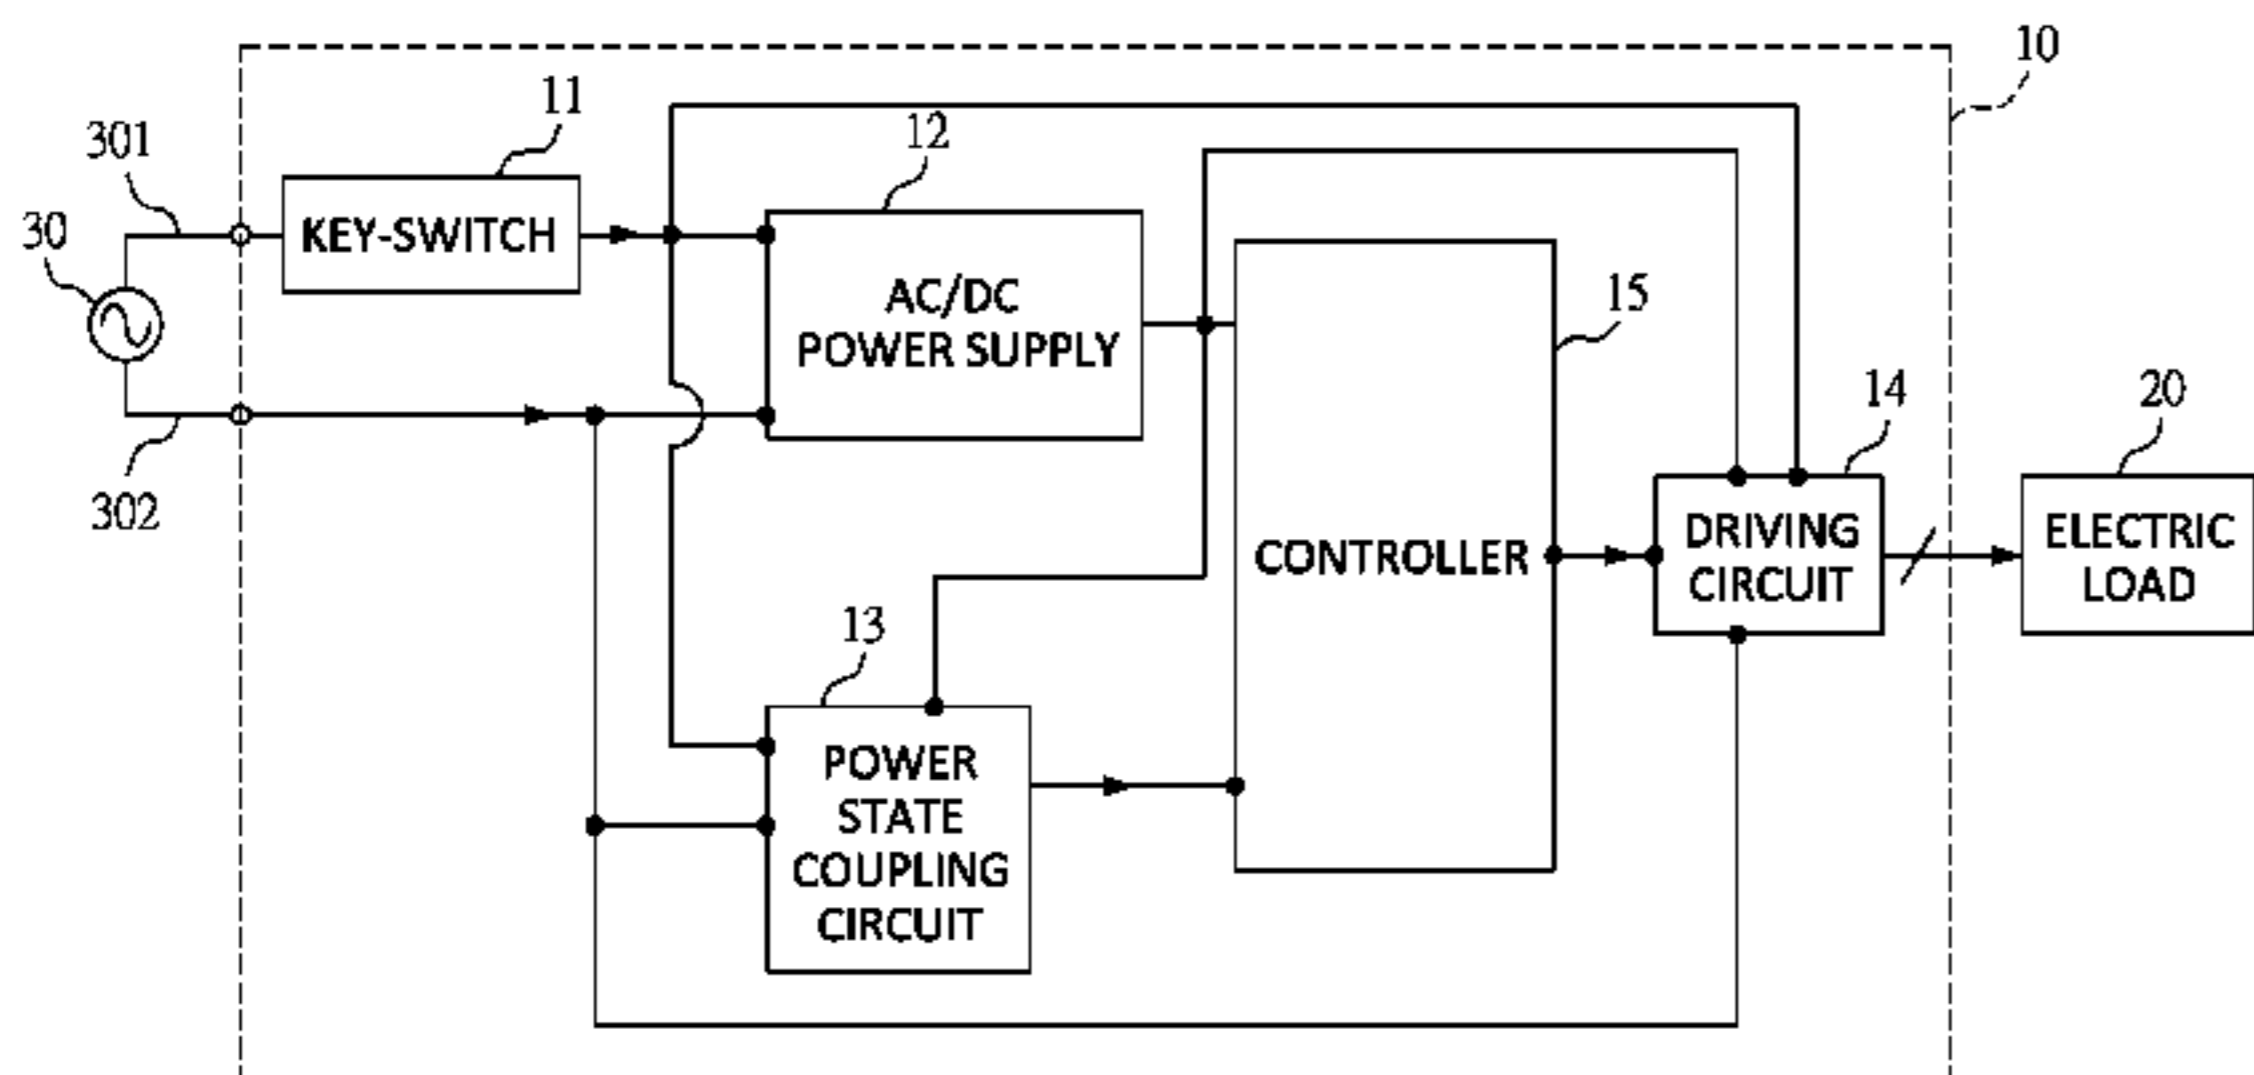 10
11
12
301
30
KEY-SWITCH
AC/DC
POWER SUPPLY
15
14
20
302
DRIVING
CIRCUIT
ELECTRIC
LOAD
CONTROLLER
13
POWER
STATE
COUPLING
CIRCUIT